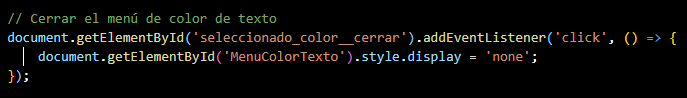 // Cerrar el menú de color de texto
document.getElementById('seleccionado_color__cerrar').addEventListener('click', () => {
    document.getElementById('MenuColorTexto').style.display = 'none';
});